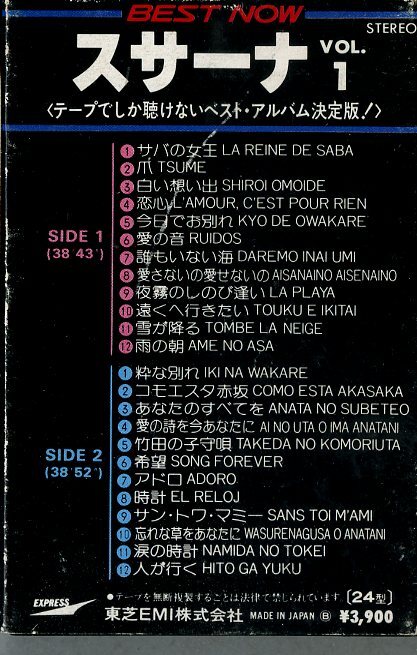 BEST NOW
STEREO
スサーナ VOL. 1
〈テープでしか聴けないベスト・アルバム決定版!〉
SIDE 1
(38'43")
1 サバの女王 LA REINE DE SABA
2 爪 TSUME
3 白い想い出 SHIROI OMOIDE
4 恋心 L'AMOUR, C'EST POUR RIEN
5 今日でお別れ KYO DE OWAKARE
6 愛の音 RUIDOS
7 誰もいない海 DAREMO INAI UMI
8 愛さないの愛せないの AISANAINO AISENAINO
9 夜霧のしのび逢い LA PLAYA
10 遠くへ行きたい TOUKU E IKITAI
11 雪が降る TOMBE LA NEIGE
12 雨の朝 AME NO ASA
SIDE 2
(38'52")
1 粋な別れ IKI NA WAKARE
2 コモエスタ赤坂 COMO ESTA AKASAKA
3 あなたのすべてを ANATA NO SUBETEO
4 愛の詩を今あなたに AI NO UTA O IMA ANATANI
5 竹田の子守唄 TAKEDA NO KOMORIUTA
6 希望 SONG FOREVER
7 アドロ ADORO
8 時計 EL RELOJ
9 サン・トワ・マミー SANS TOI M'AMI
10 忘れな草をあなたに WASURENAGUSA O ANATANI
11 涙の時計 NAMIDA NO TOKEI
12 人が行く HITO GA YUKU
EXPRESS
●テープを無断複製することは法律で禁じられています。 〔24型〕
東芝EMI株式会社 MADE IN JAPAN Ⓑ ¥3,900